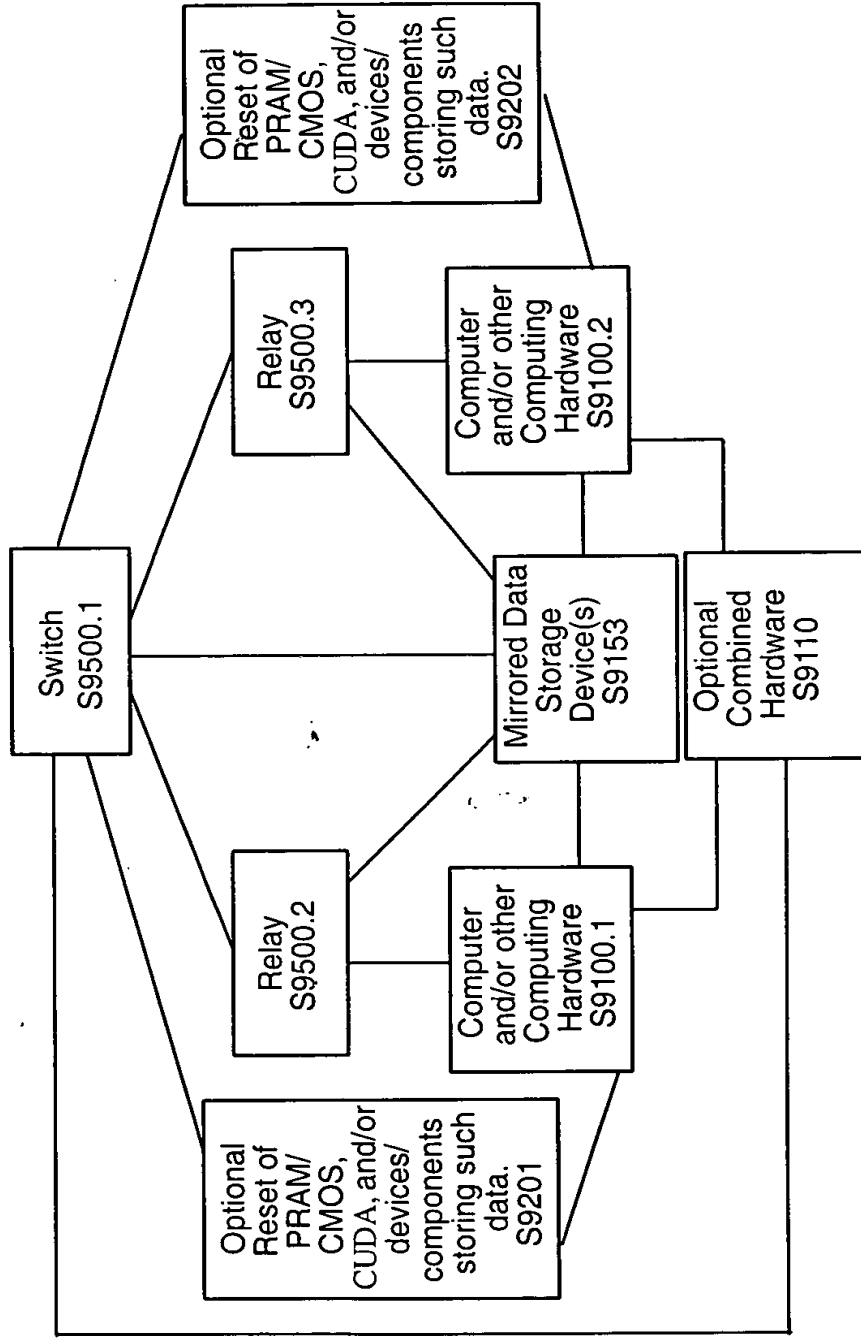 Switch
S9500.1
Optional
Reset of
PRAM/
CMOS,
CUDA, and/or
devices/
components
storing such
data.
S9201
Relay
S9500.2
Relay
S9500.3
Optional
Reset of
PRAM/
CMOS,
CUDA, and/or
devices/
components
storing such
data.
S9202
Computer
and/or other
Computing
Hardware
S9100.1
Mirrored Data
Storage
Device(s)
S9153
Computer
and/or other
Computing
Hardware
S9100.2
Optional
Combined
Hardware
S9110